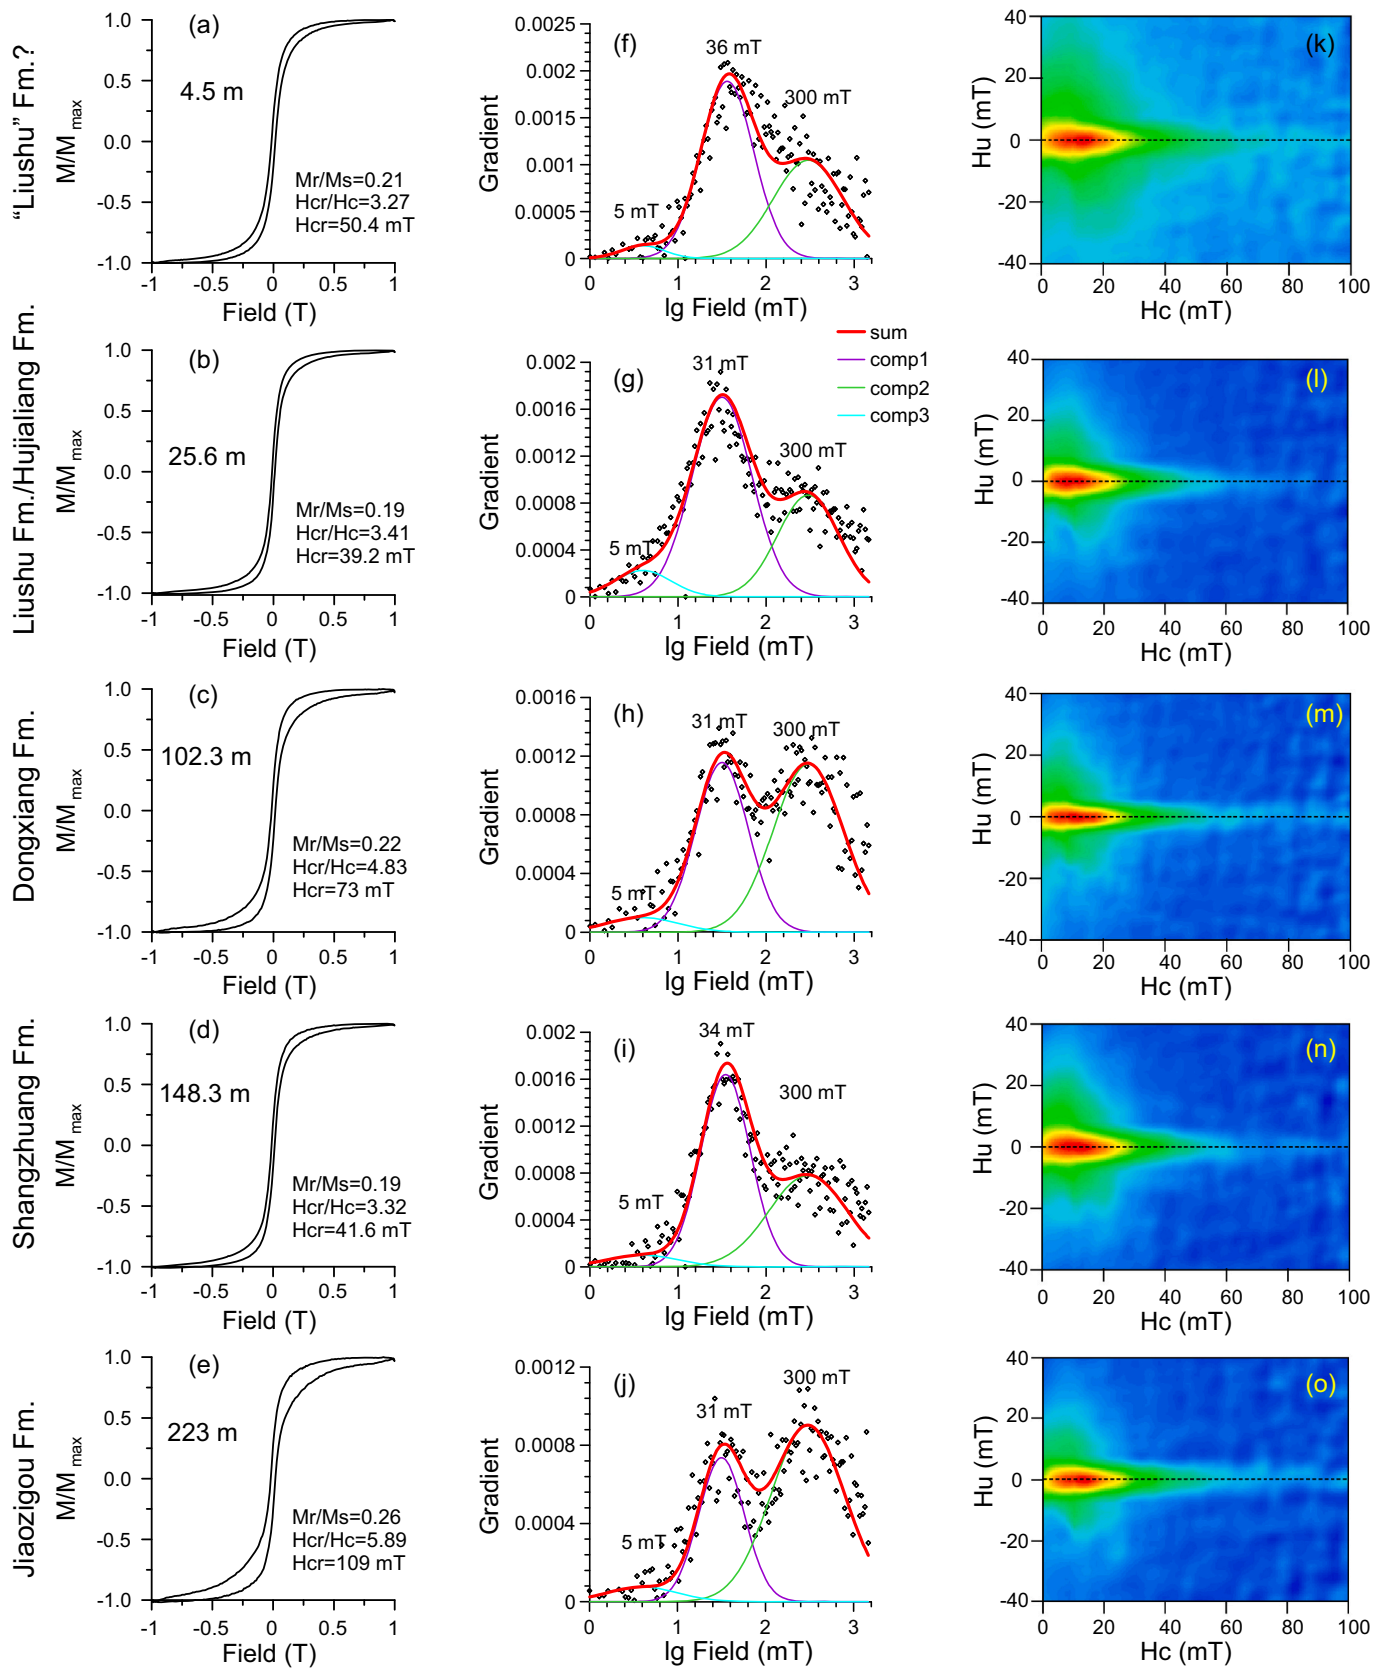 "Liushu" Fm.?
M/M max
1.0
0.5
0.0
-0.5
-1.0
(a)
4.5 m
Mr/Ms=0.21
Hcr/Hc=3.27
Hcr=50.4 mT
-1 -0.5 0 0.5 1
Field (T)
Gradient
0.0025
0.002
0.0015
0.001
0.0005
0
(f)
36 mT
300 mT
5 mT
0 1 2 3
lg Field (mT)
Hu (mT)
40
20
0
-20
-40
(k)
0 20 40 60 80 100
Hc (mT)
Liushu Fm./Hujialiang Fm.
M/M max
1.0
0.5
0.0
-0.5
-1.0
(b)
25.6 m
Mr/Ms=0.19
Hcr/Hc=3.41
Hcr=39.2 mT
-1 -0.5 0 0.5 1
Field (T)
Gradient
0.002
0.0016
0.0012
0.0008
0.0004
0
(g)
31 mT
300 mT
5 mT
sum
comp1
comp2
comp3
0 1 2 3
lg Field (mT)
Hu (mT)
40
20
0
-20
-40
(l)
0 20 40 60 80 100
Hc (mT)
Dongxiang Fm.
M/M max
1.0
0.5
0.0
-0.5
-1.0
(c)
102.3 m
Mr/Ms=0.22
Hcr/Hc=4.83
Hcr=73 mT
-1 -0.5 0 0.5 1
Field (T)
Gradient
0.0016
0.0012
0.0008
0.0004
0
(h)
31 mT
300 mT
5 mT
0 1 2 3
lg Field (mT)
Hu (mT)
40
20
0
-20
-40
(m)
0 20 40 60 80 100
Hc (mT)
Shangzhuang Fm.
M/M max
1.0
0.5
0.0
-0.5
-1.0
(d)
148.3 m
Mr/Ms=0.19
Hcr/Hc=3.32
Hcr=41.6 mT
-1 -0.5 0 0.5 1
Field (T)
Gradient
0.002
0.0016
0.0012
0.0008
0.0004
0
(i)
34 mT
300 mT
5 mT
0 1 2 3
lg Field (mT)
Hu (mT)
40
20
0
-20
-40
(n)
0 20 40 60 80 100
Hc (mT)
Jiaozigou Fm.
M/M max
1.0
0.5
0.0
-0.5
-1.0
(e)
223 m
Mr/Ms=0.26
Hcr/Hc=5.89
Hcr=109 mT
-1 -0.5 0 0.5 1
Field (T)
Gradient
0.0012
0.0008
0.0004
0
(j)
31 mT
300 mT
5 mT
0 1 2 3
lg Field (mT)
Hu (mT)
40
20
0
-20
-40
(o)
0 20 40 60 80 100
Hc (mT)